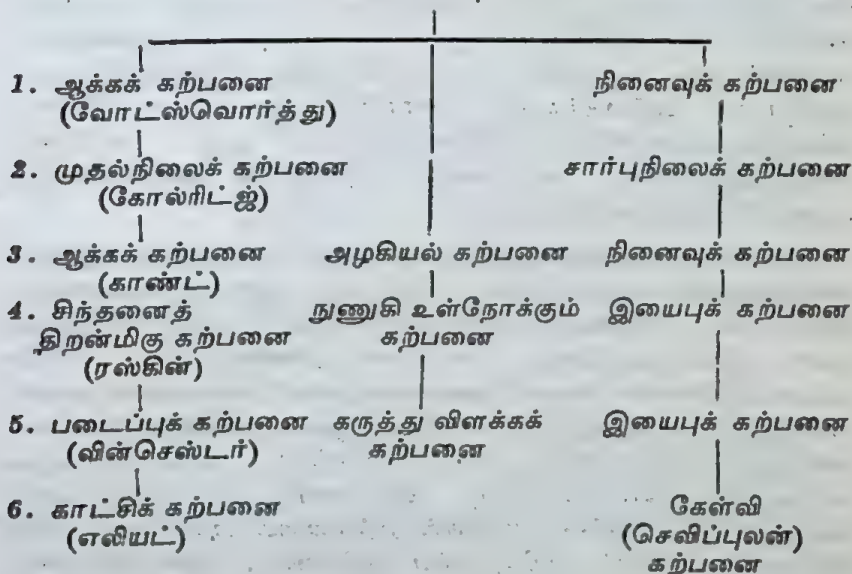 1. ஆக்கக் கற்பனை நினைவுக் கற்பனை
(வோட்ஸ்வொர்த்து)
2. முதல்நிலைக் கற்பனை சார்புநிலைக் கற்பனை
(கோல்ரிட்ஜ்)
3. ஆக்கக் கற்பனை அழகியல் கற்பனை நினைவுக் கற்பனை
(காண்ட்)
4. சிந்தனைத் நுணுகி உள்நோக்கும் இயைபுக் கற்பனை
திறன்மிகு கற்பனை கற்பனை
(ரஸ்கின்)
5. படைப்புக் கற்பனை கருத்து விளக்கக் இயைபுக் கற்பனை
(வின்செஸ்டர்) கற்பனை
6. காட்சிக் கற்பனை கேள்வி
(எலியட்) (செவிப்புலன்)
கற்பனை